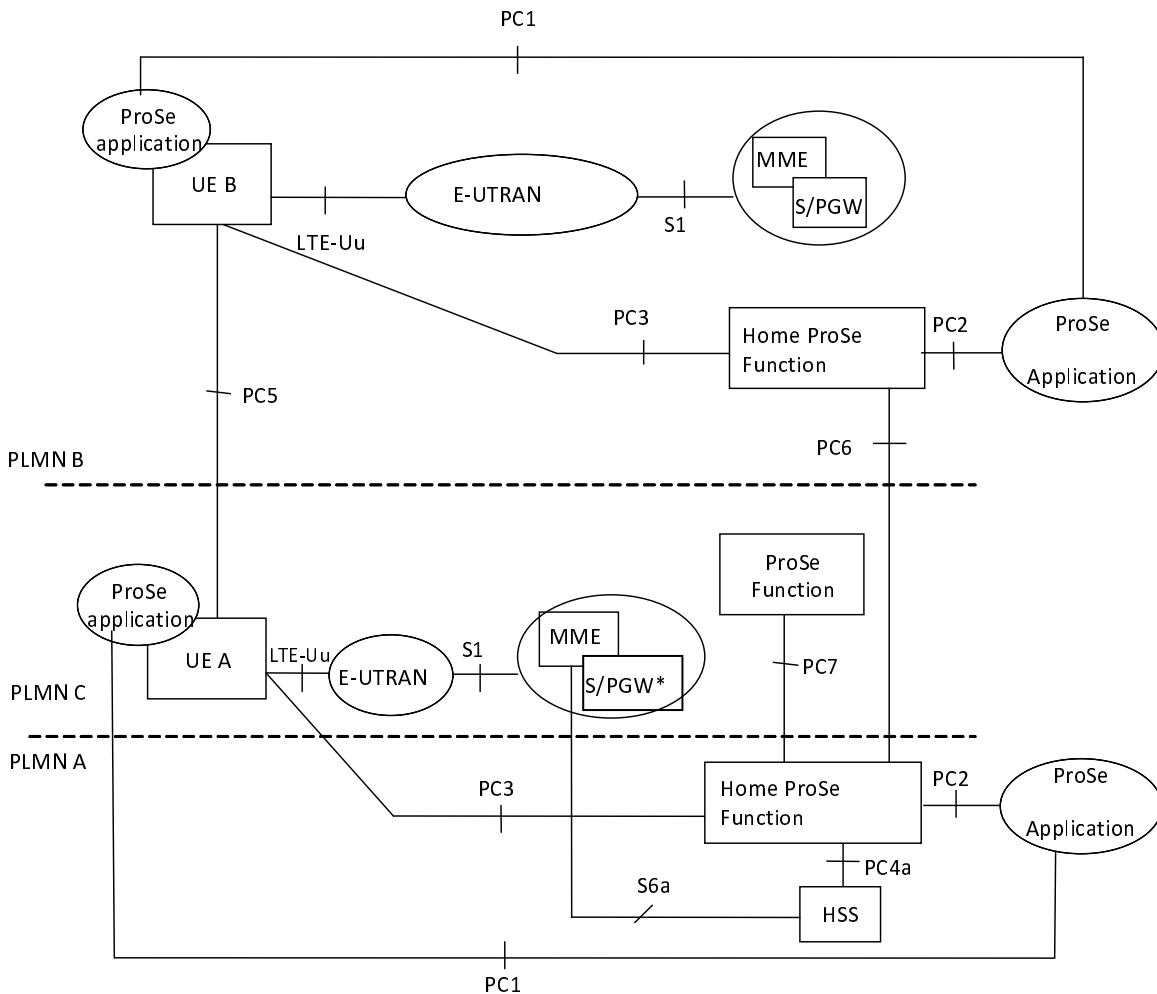 PC1
ProSe
application
UE B
LTE-Uu
E-UTRAN
S1
MME
S/PGW
PC3
Home ProSe
Function
PC2
ProSe
Application
PC5
PC6
PLMN B
ProSe
application
UE A
LTE-Uu
E-UTRAN
S1
MME
S/PGW*
ProSe
Function
PC7
PLMN C
PLMN A
PC3
Home ProSe
Function
PC2
ProSe
Application
PC4a
S6a
HSS
PC1